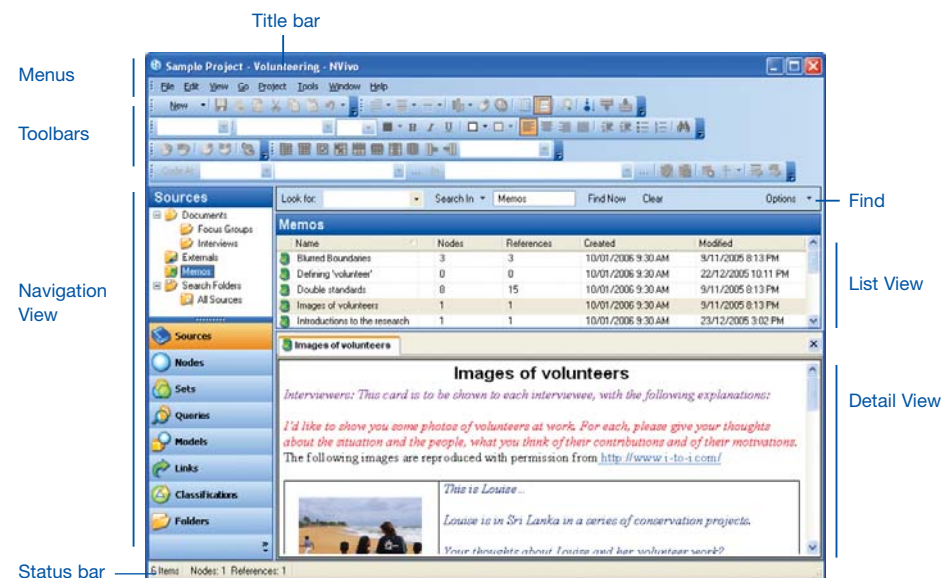 Title bar
Menus
Toolbars
Navigation View
Status bar
Find
List View
Detail View
Sample Project - Volunteering - NVivo
File Edit View Go Project Tools Window Help
New
Code At
In
Sources
Documents
Focus Groups
Interviews
Externals
Memos
Search Folders
All Sources
Sources
Nodes
Sets
Queries
Models
Links
Classifications
Folders
Look for: Search In Memos Find Now Clear Options
Memos
Name Nodes References Created Modified
Blurred Boundaries 3 3 10/01/2006 9:30 AM 9/11/2005 8:13 PM
Defining 'volunteer' 0 0 10/01/2006 9:30 AM 22/12/2005 10:11 PM
Double standards 8 15 10/01/2006 9:30 AM 9/11/2005 8:13 PM
Images of volunteers 1 1 10/01/2006 9:30 AM 9/11/2005 8:13 PM
Introductions to the research 1 1 10/01/2006 9:30 AM 23/12/2005 3:02 PM
Images of volunteers
Images of volunteers
Interviewers: This card is to be shown to each interviewee, with the following explanations:
I'd like to show you some photos of volunteers at work. For each, please give your thoughts
about the situation and the people, what you think of their contributions and of their motivations.
The following images are reproduced with permission from http://www.i-to-i.com/
This is Louise...
Louise is in Sri Lanka in a series of conservation projects.
Your thoughts about Louise and her volunteer work?
6 Items Nodes: 1 References: 1